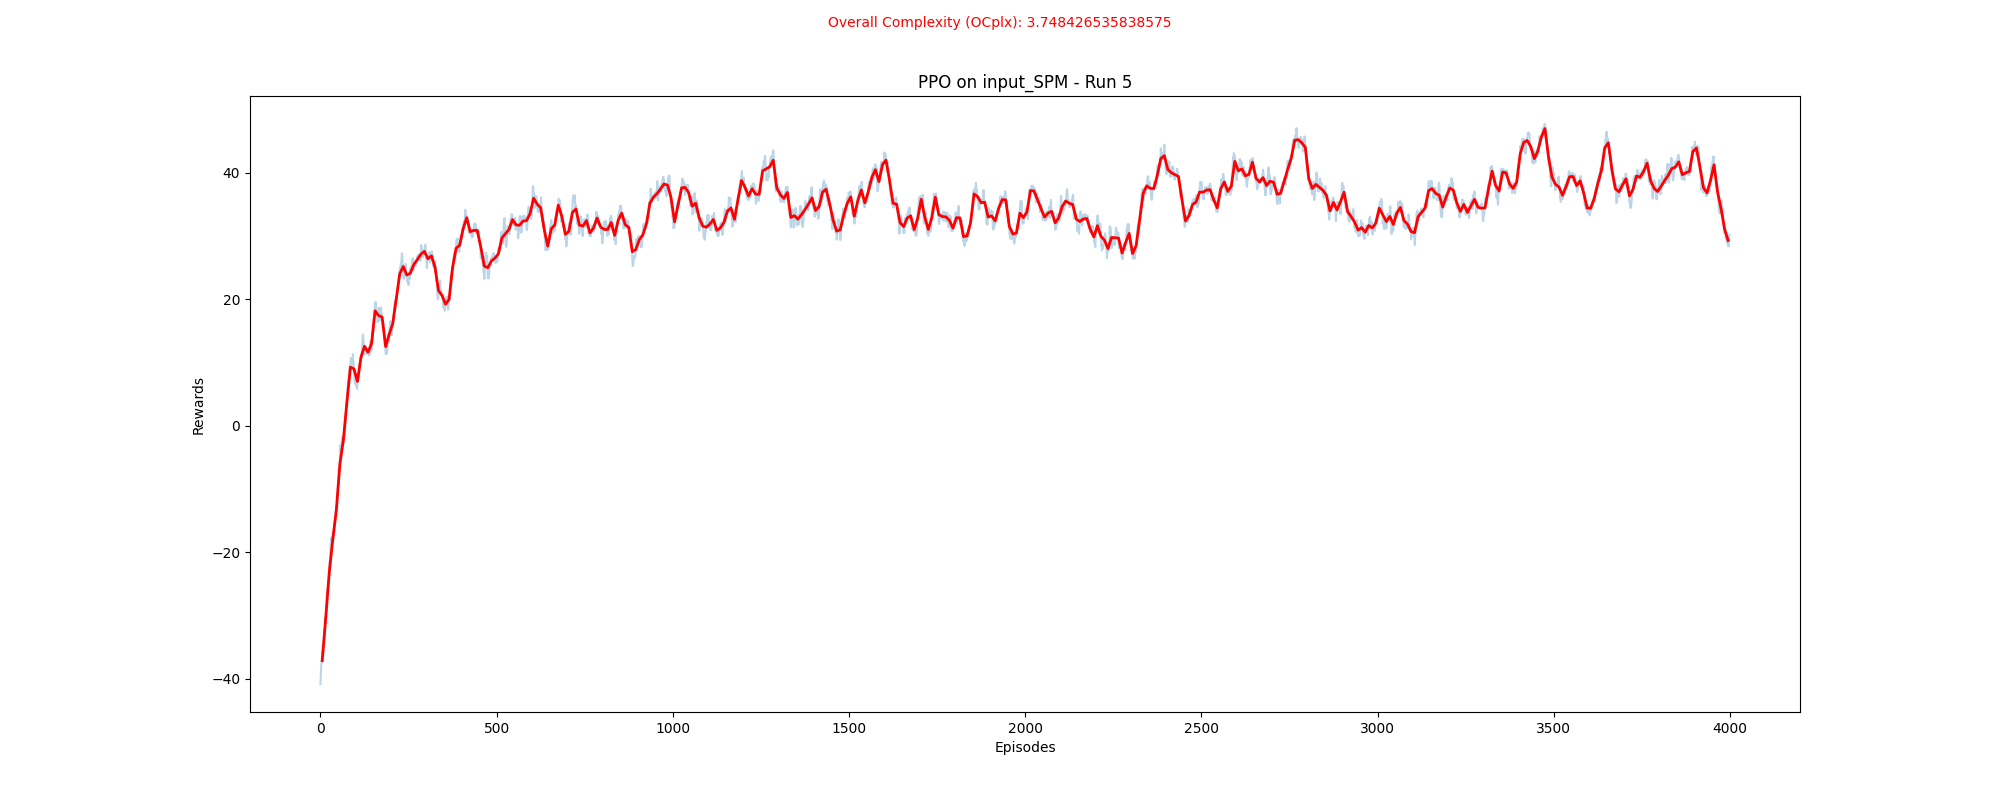 Overall Complexity (OCplx): 3.748426535838575
PPO on input_SPM - Run 5
40
20
0
−20
−40
Rewards
0 500 1000 1500 2000 2500 3000 3500 4000
Episodes